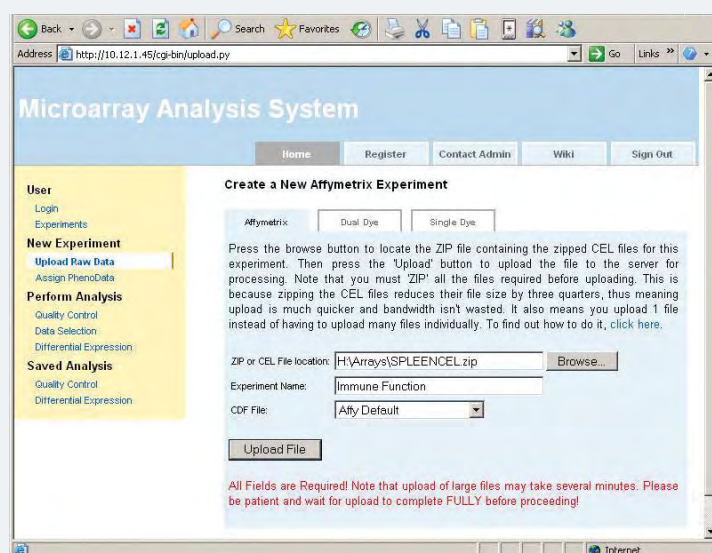 Back Search Favorites
Address http://10.12.1.45/cgi-bin/upload.py Go Links »
Microarray Analysis System
Home Register Contact Admin Wiki Sign Out
User
Login
Experiments
New Experiment
Upload Raw Data
Assign PhenoData
Perform Analysis
Quality Control
Data Selection
Differential Expression
Saved Analysis
Quality Control
Differential Expression
Create a New Affymetrix Experiment
Affymetrix Dual Dye Single Dye
Press the browse button to locate the ZIP file containing the zipped CEL files for this
experiment. Then press the 'Upload' button to upload the file to the server for
processing. Note that you must 'ZIP' all the files required before uploading. This is
because zipping the CEL files reduces their file size by three quarters, thus meaning
upload is much quicker and bandwidth isn't wasted. It also means you upload 1 file
instead of having to upload many files individually. To find out how to do it, click here.
ZIP or CEL File location: H:\Arrays\SPLEENCEL.zip Browse...
Experiment Name: Immune Function
CDF File: Affy Default
Upload File
All Fields are Required! Note that upload of large files may take several minutes. Please
be patient and wait for upload to complete FULLY before proceeding!
Internet